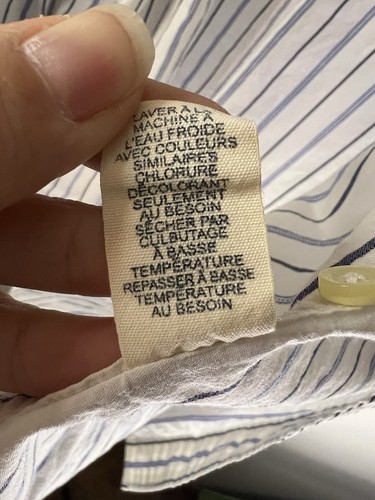 LAVER À LA
MACHINE À
L'EAU FROIDE
AVEC COULEURS
SIMILAIRES
CHLORURE
DÉCOLORANT
SEULEMENT
AU BESOIN
SÉCHER PAR
CULBUTAGE
À BASSE
TEMPÉRATURE
REPASSER À BASSE
TEMPÉRATURE
AU BESOIN